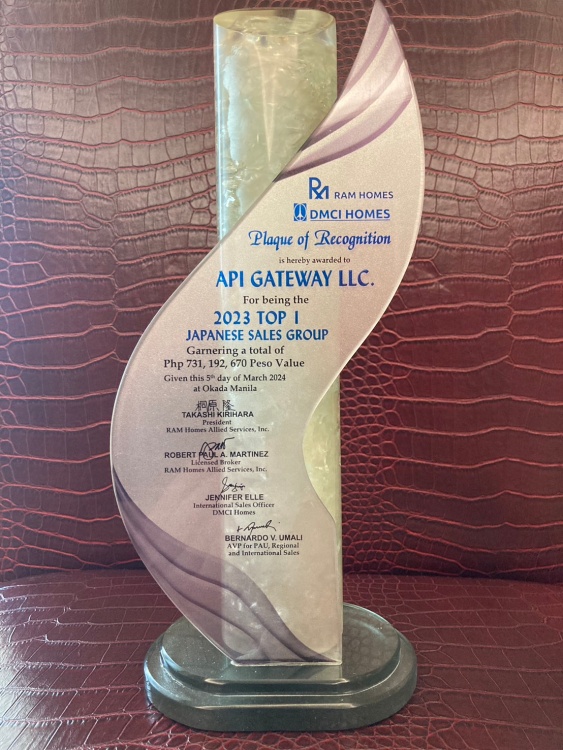 RAM HOMES
DMCI HOMES
Plaque of Recognition
is hereby awarded to
API GATEWAY LLC.
For being the
2023 TOP 1
JAPANESE SALES GROUP
Garnering a total of
Php 731, 192, 670 Peso Value
Given this 5th day of March 2024
at Okada Manila
桐原 隆
TAKASHI KIRIHARA
President
RAM Homes Allied Services, Inc.
ROBERT PAUL A. MARTINEZ
Licensed Broker
RAM Homes Allied Services, Inc.
JENNIFER ELLE
International Sales Officer
DMCI Homes
BERNARDO V. UMALI
AVP for PAU, Regional
and International Sales